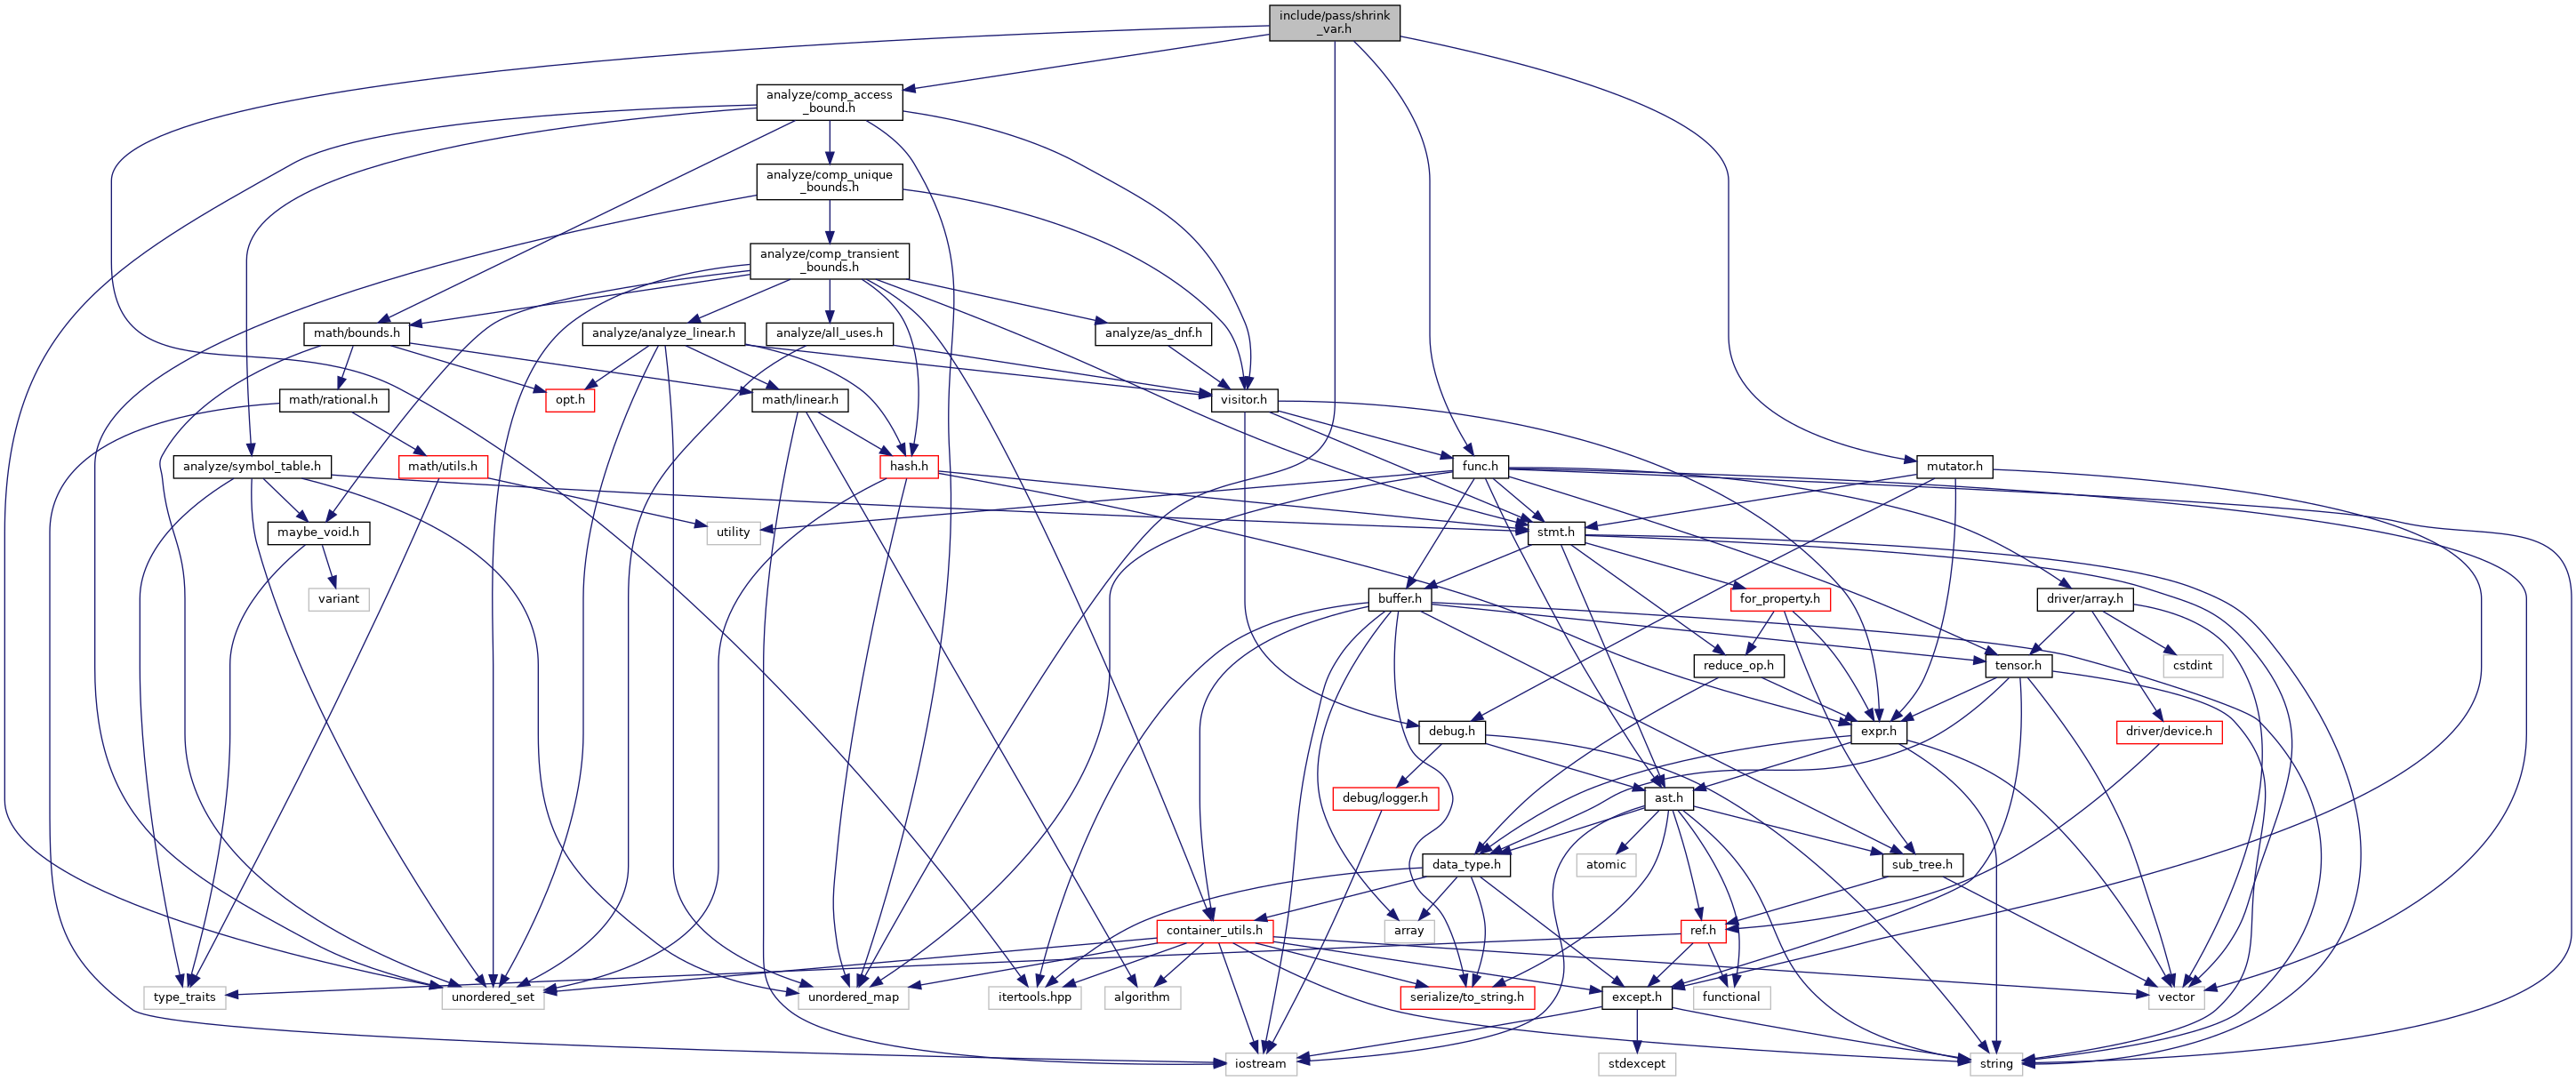 include/pass/shrink
_var.h
analyze/comp_access
_bound.h
analyze/comp_unique
_bounds.h
analyze/comp_transient
_bounds.h
math/bounds.h
analyze/analyze_linear.h
analyze/all_uses.h
analyze/as_dnf.h
math/rational.h
opt.h
math/linear.h
visitor.h
analyze/symbol_table.h
math/utils.h
hash.h
func.h
mutator.h
maybe_void.h
utility
stmt.h
variant
buffer.h
for_property.h
driver/array.h
reduce_op.h
tensor.h
cstdint
debug.h
expr.h
driver/device.h
debug/logger.h
ast.h
data_type.h
atomic
sub_tree.h
container_utils.h
array
ref.h
type_traits
unordered_set
unordered_map
itertools.hpp
algorithm
serialize/to_string.h
except.h
functional
vector
iostream
stdexcept
string